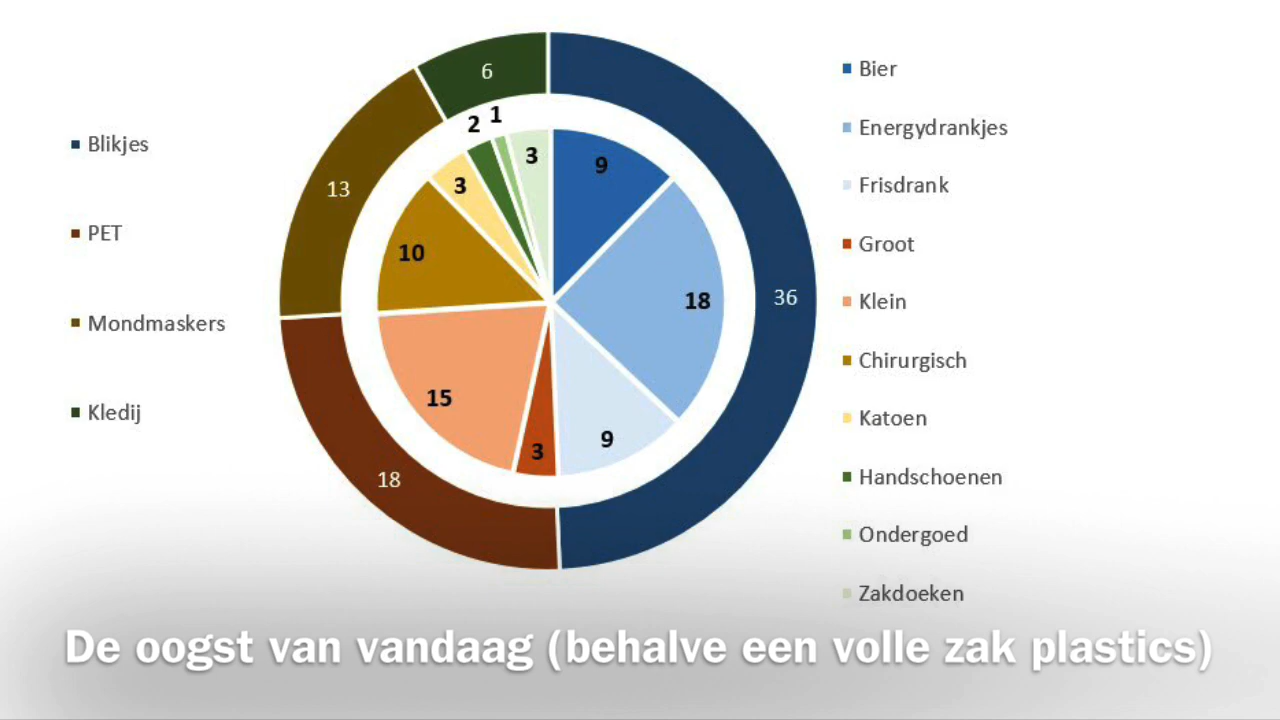 Blikjes
PET
Mondmaskers
Kledij
6
13
18
36
2
1
3
9
3
10
18
15
3
9
Bier
Energydrankjes
Frisdrank
Groot
Klein
Chirurgisch
Katoen
Handschoenen
Ondergoed
Zakdoeken
De oogst van vandaag (behalve een volle zak plastics)